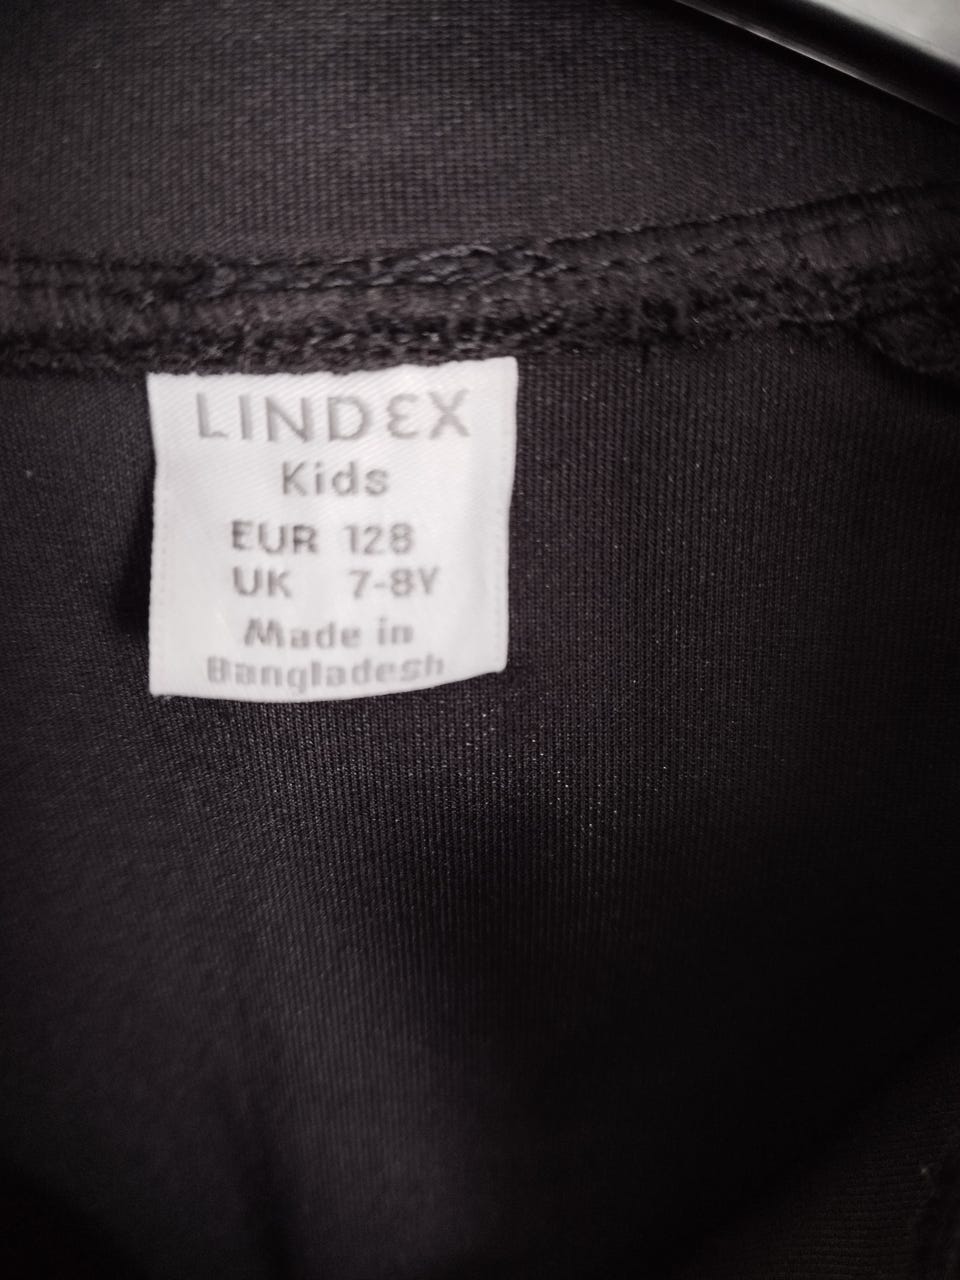 LINDEX
Kids
EUR 128
UK 7-8Y
Made in
Bangladesh